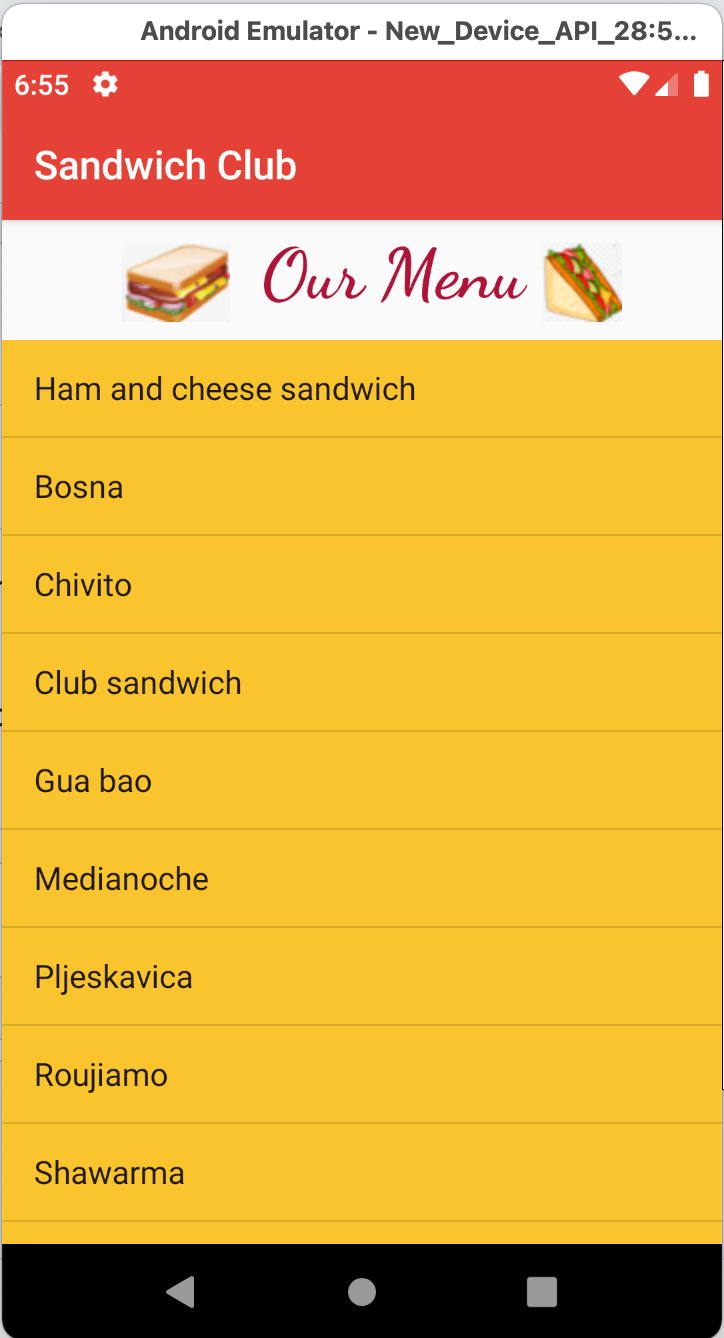 Android Emulator - New_Device_API_28:5...
6:55
Sandwich Club
Our Menu
Ham and cheese sandwich
Bosna
Chivito
Club sandwich
Gua bao
Medianoche
Pljeskavica
Roujiamo
Shawarma